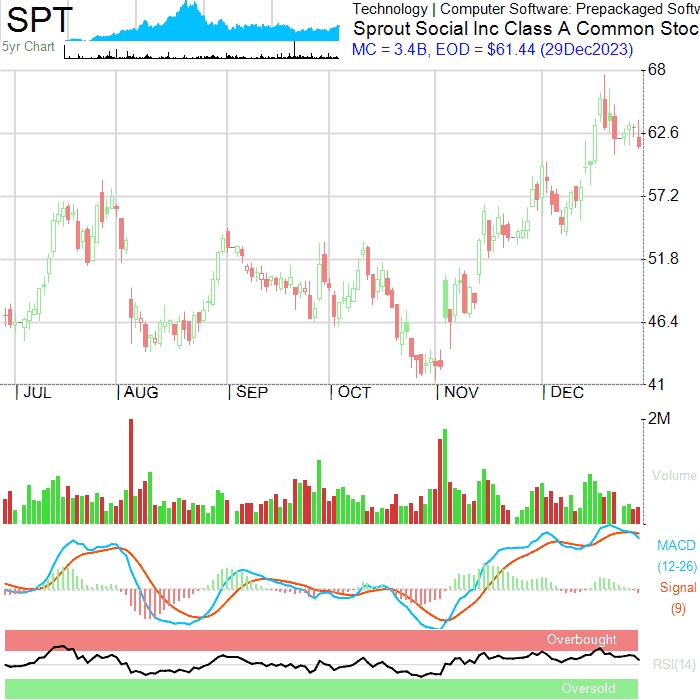 SPT
5yr Chart
Technology | Computer Software: Prepackaged Softw
Sprout Social Inc Class A Common Stoc
MC = 3.4B, EOD = $61.44 (29Dec2023)
68
62.6
57.2
51.8
46.4
41
| JUL | AUG | SEP | OCT | NOV | DEC
2M
Volume
MACD
(12-26)
Signal
(9)
Overbought
RSI(14)
Oversold